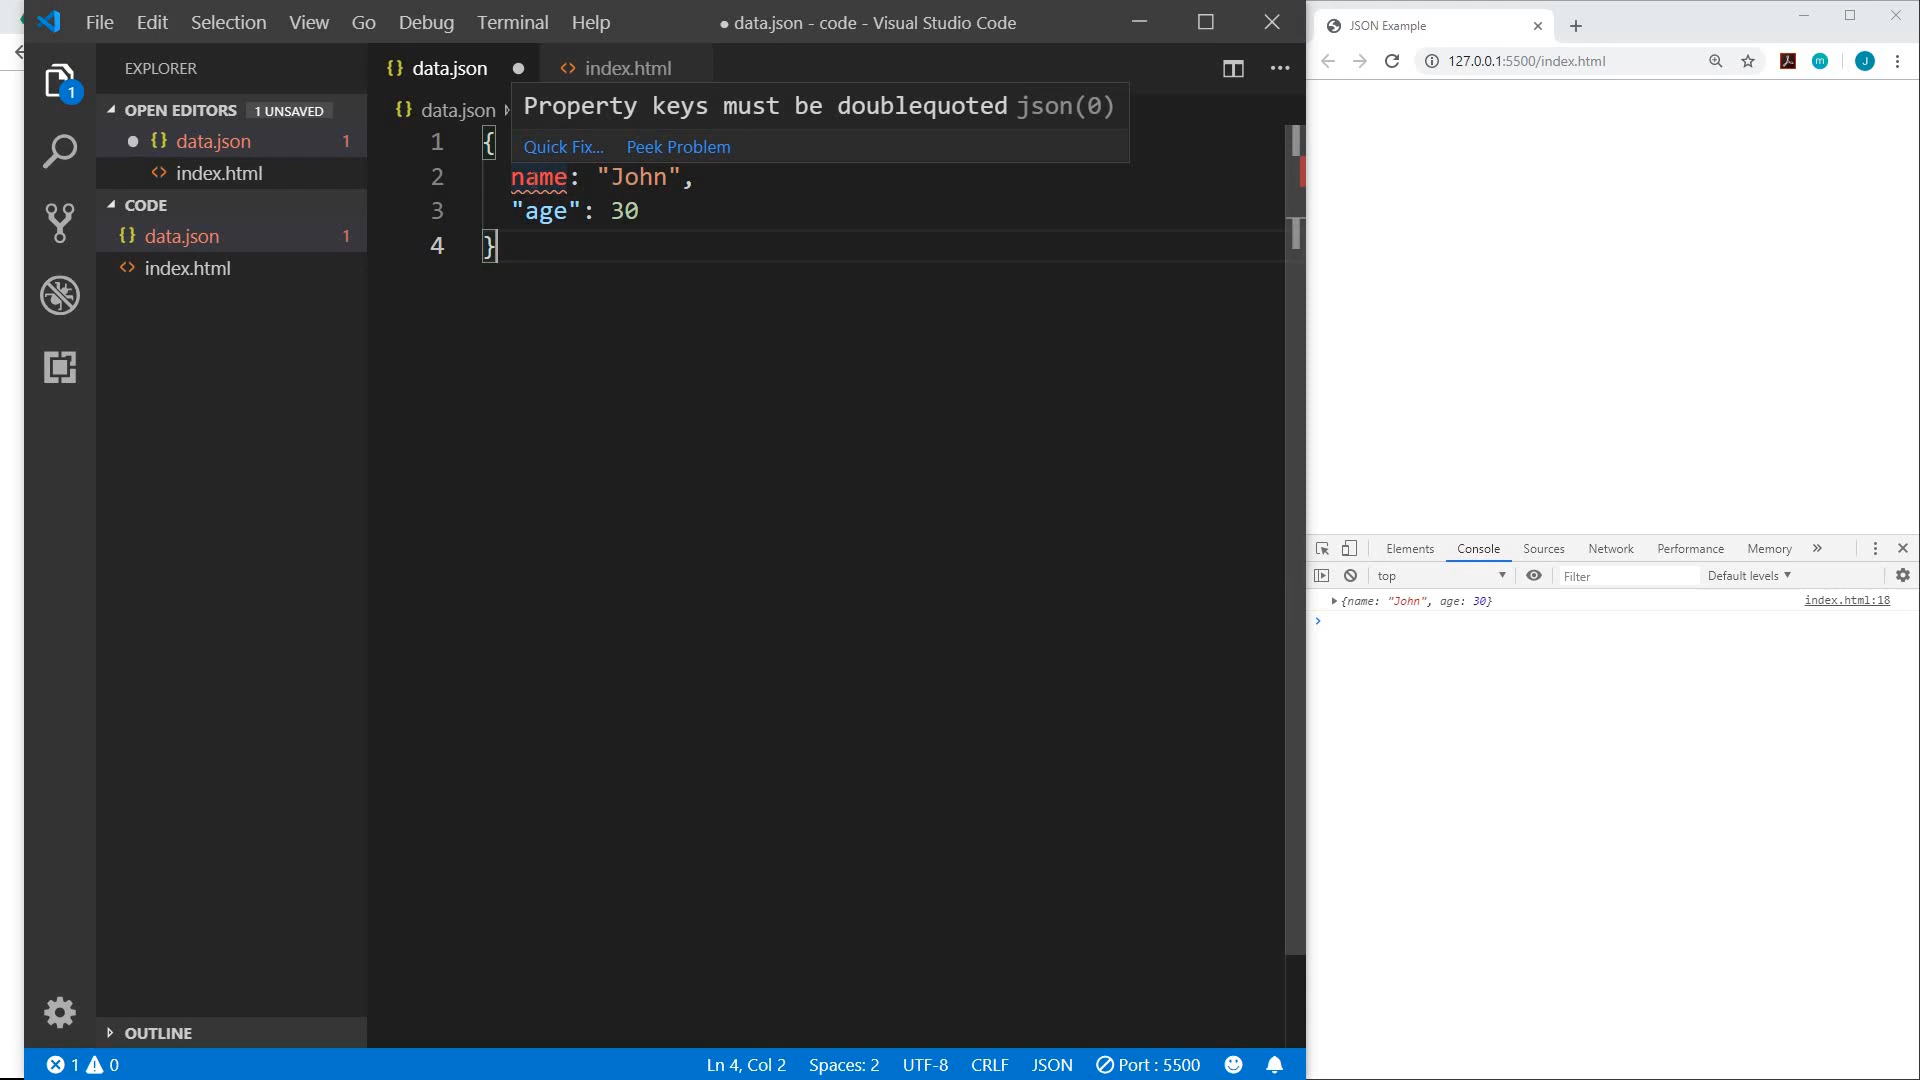 File Edit Selection View Go Debug Terminal Help
● data.json - code - Visual Studio Code
EXPLORER
OPEN EDITORS 1 UNSAVED
{} data.json 1
<> index.html
CODE
{} data.json 1
<> index.html
OUTLINE
1
{} data.json
<> index.html
{} data.json
Property keys must be doublequoted json(0)
Quick Fix... Peek Problem
1 {
2 name: "John",
3 "age": 30
4 }
1 0
Ln 4, Col 2 Spaces: 2 UTF-8 CRLF JSON Port : 5500
JSON Example
127.0.0.1:5500/index.html
m
J
Elements Console Sources Network Performance Memory »
top Filter Default levels ▼
{name: "John", age: 30} index.html:18
>